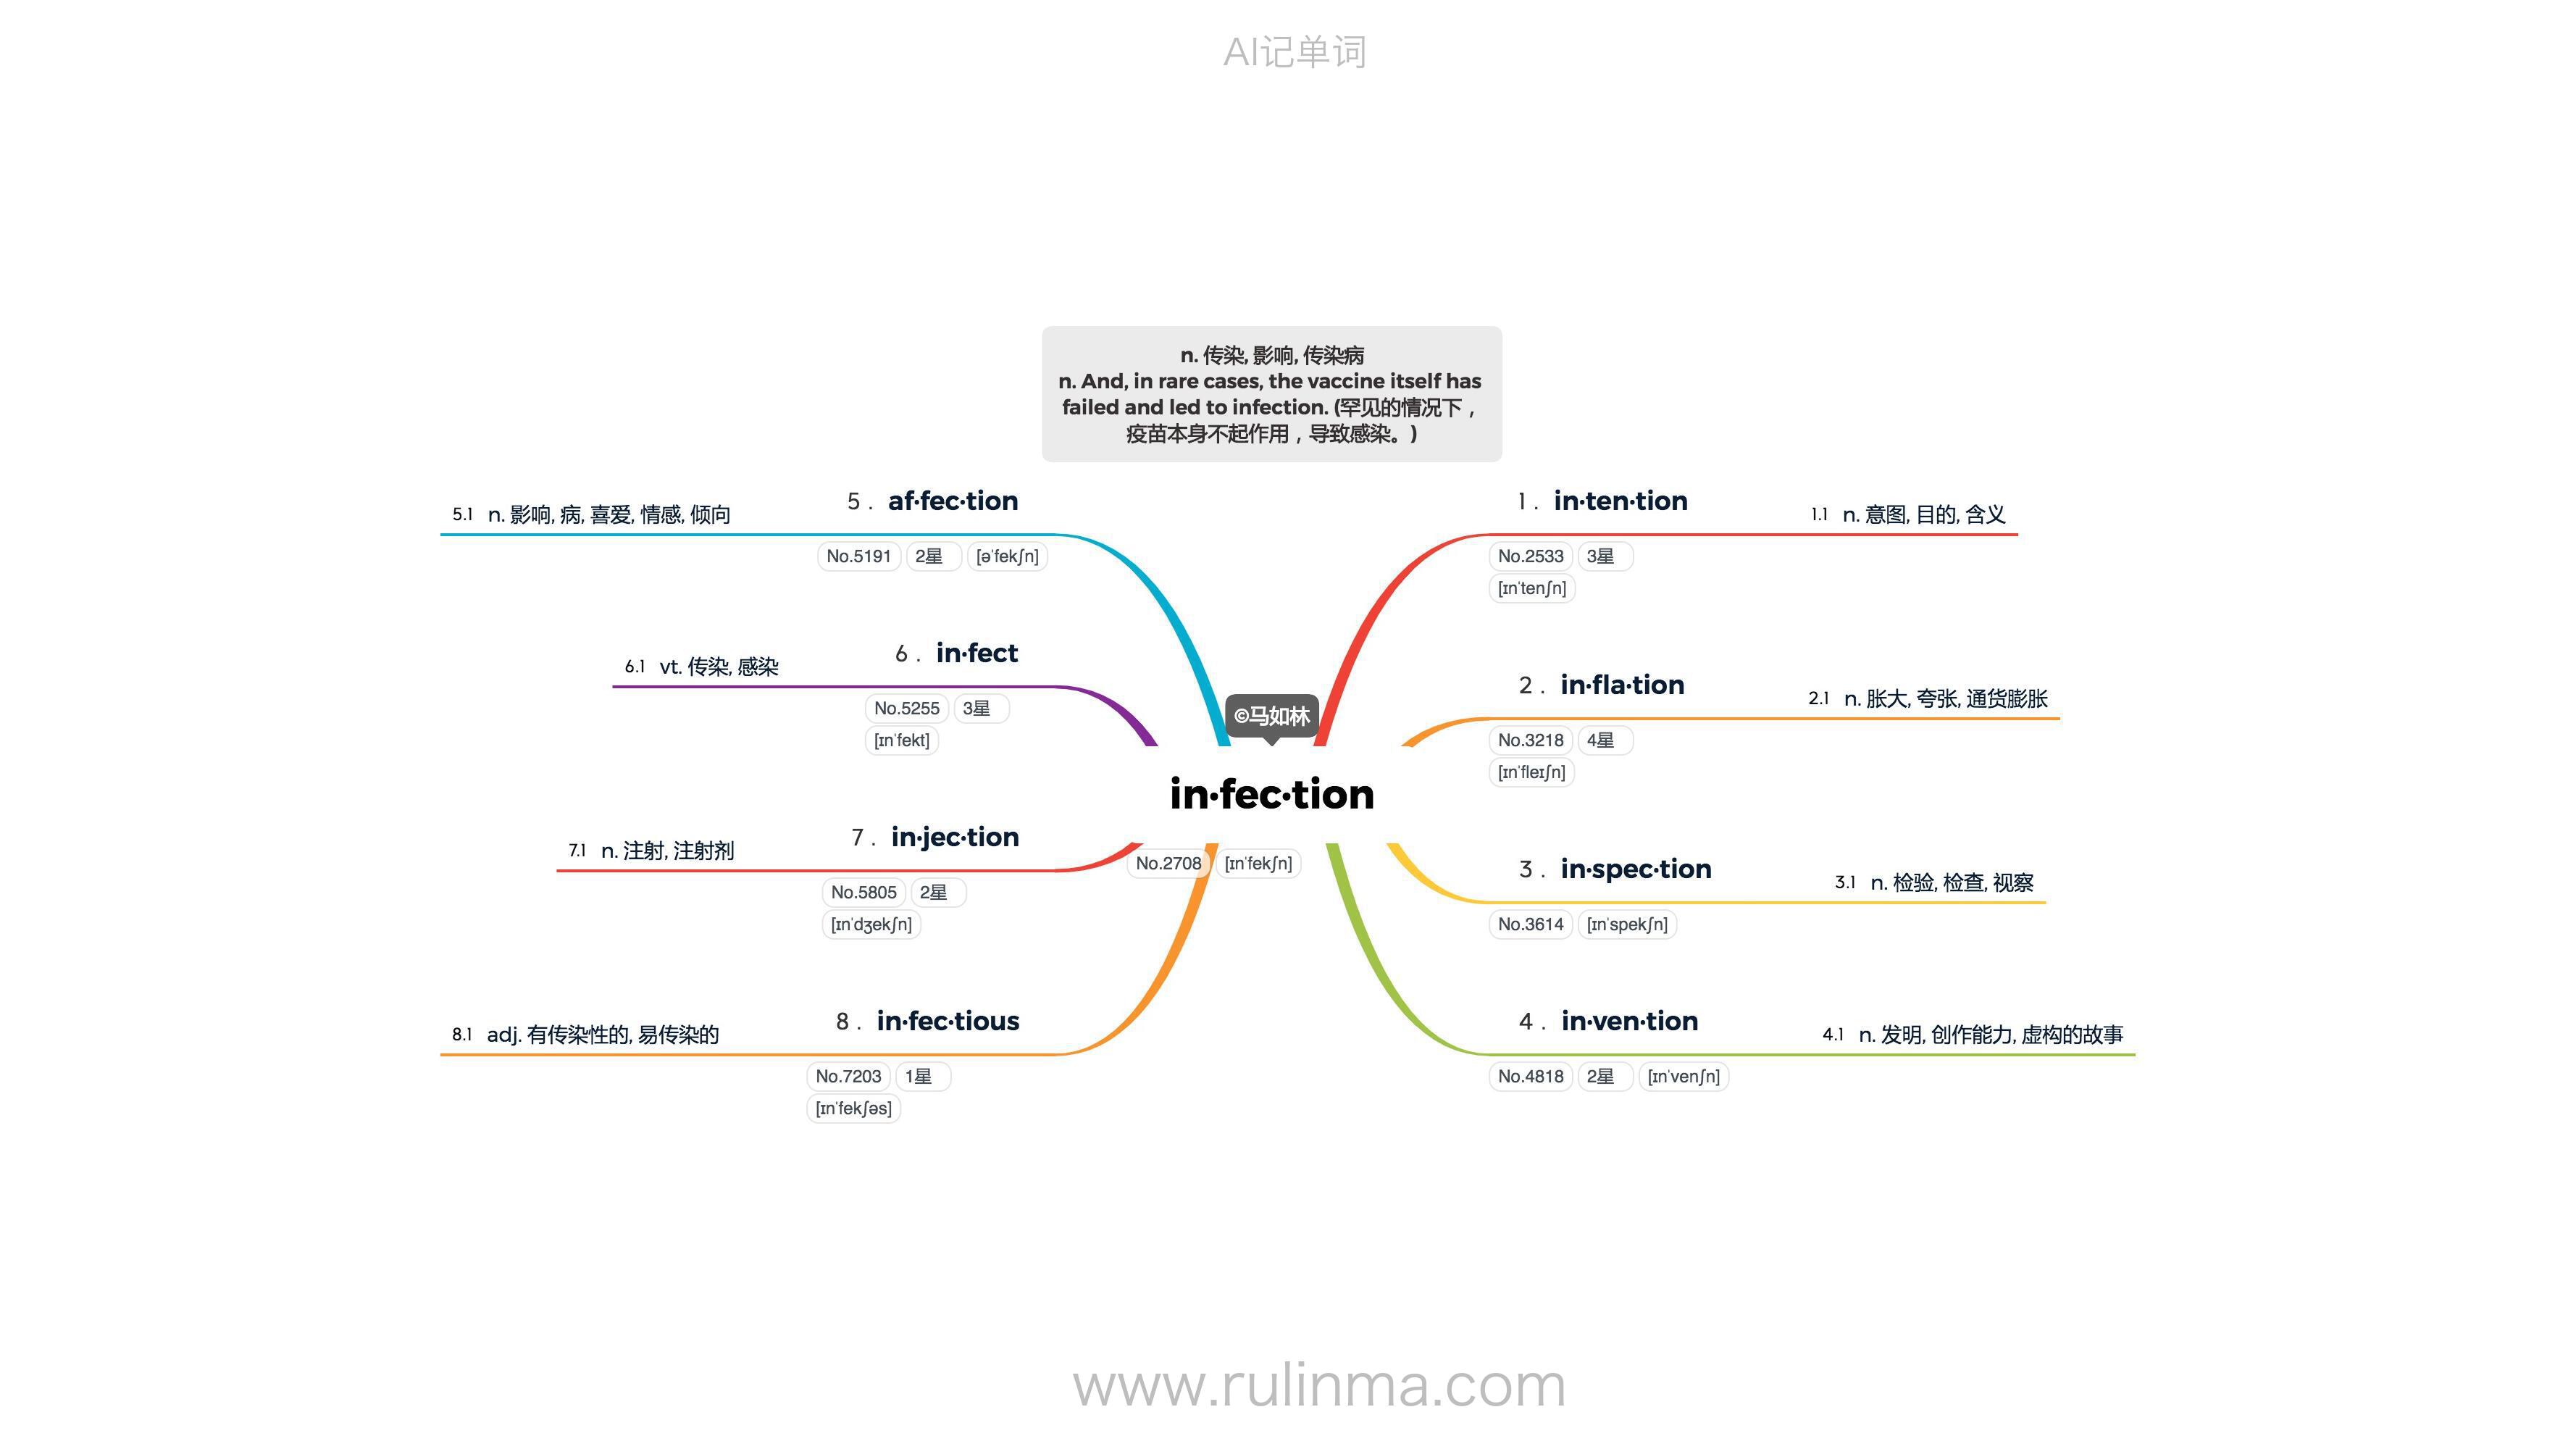 AI记单词
n. 传染, 影响, 传染病
n. And, in rare cases, the vaccine itself has
failed and led to infection. (罕见的情况下，
疫苗本身不起作用，导致感染。)
©马如林
in·fec·tion
No.2708 [ɪnˈfekʃn]
1 . in·ten·tion
No.2533 3星
[ɪnˈtenʃn]
1.1 n. 意图, 目的, 含义
2 . in·fla·tion
No.3218 4星
[ɪnˈfleɪʃn]
2.1 n. 胀大, 夸张, 通货膨胀
3 . in·spec·tion
No.3614 [ɪnˈspekʃn]
3.1 n. 检验, 检查, 视察
4 . in·ven·tion
No.4818 2星 [ɪnˈvenʃn]
4.1 n. 发明, 创作能力, 虚构的故事
5 . af·fec·tion
No.5191 2星 [əˈfekʃn]
5.1 n. 影响, 病, 喜爱, 情感, 倾向
6 . in·fect
No.5255 3星
[ɪnˈfekt]
6.1 vt. 传染, 感染
7 . in·jec·tion
No.5805 2星
[ɪnˈdʒekʃn]
7.1 n. 注射, 注射剂
8 . in·fec·tious
No.7203 1星
[ɪnˈfekʃəs]
8.1 adj. 有传染性的, 易传染的
www.rulinma.com